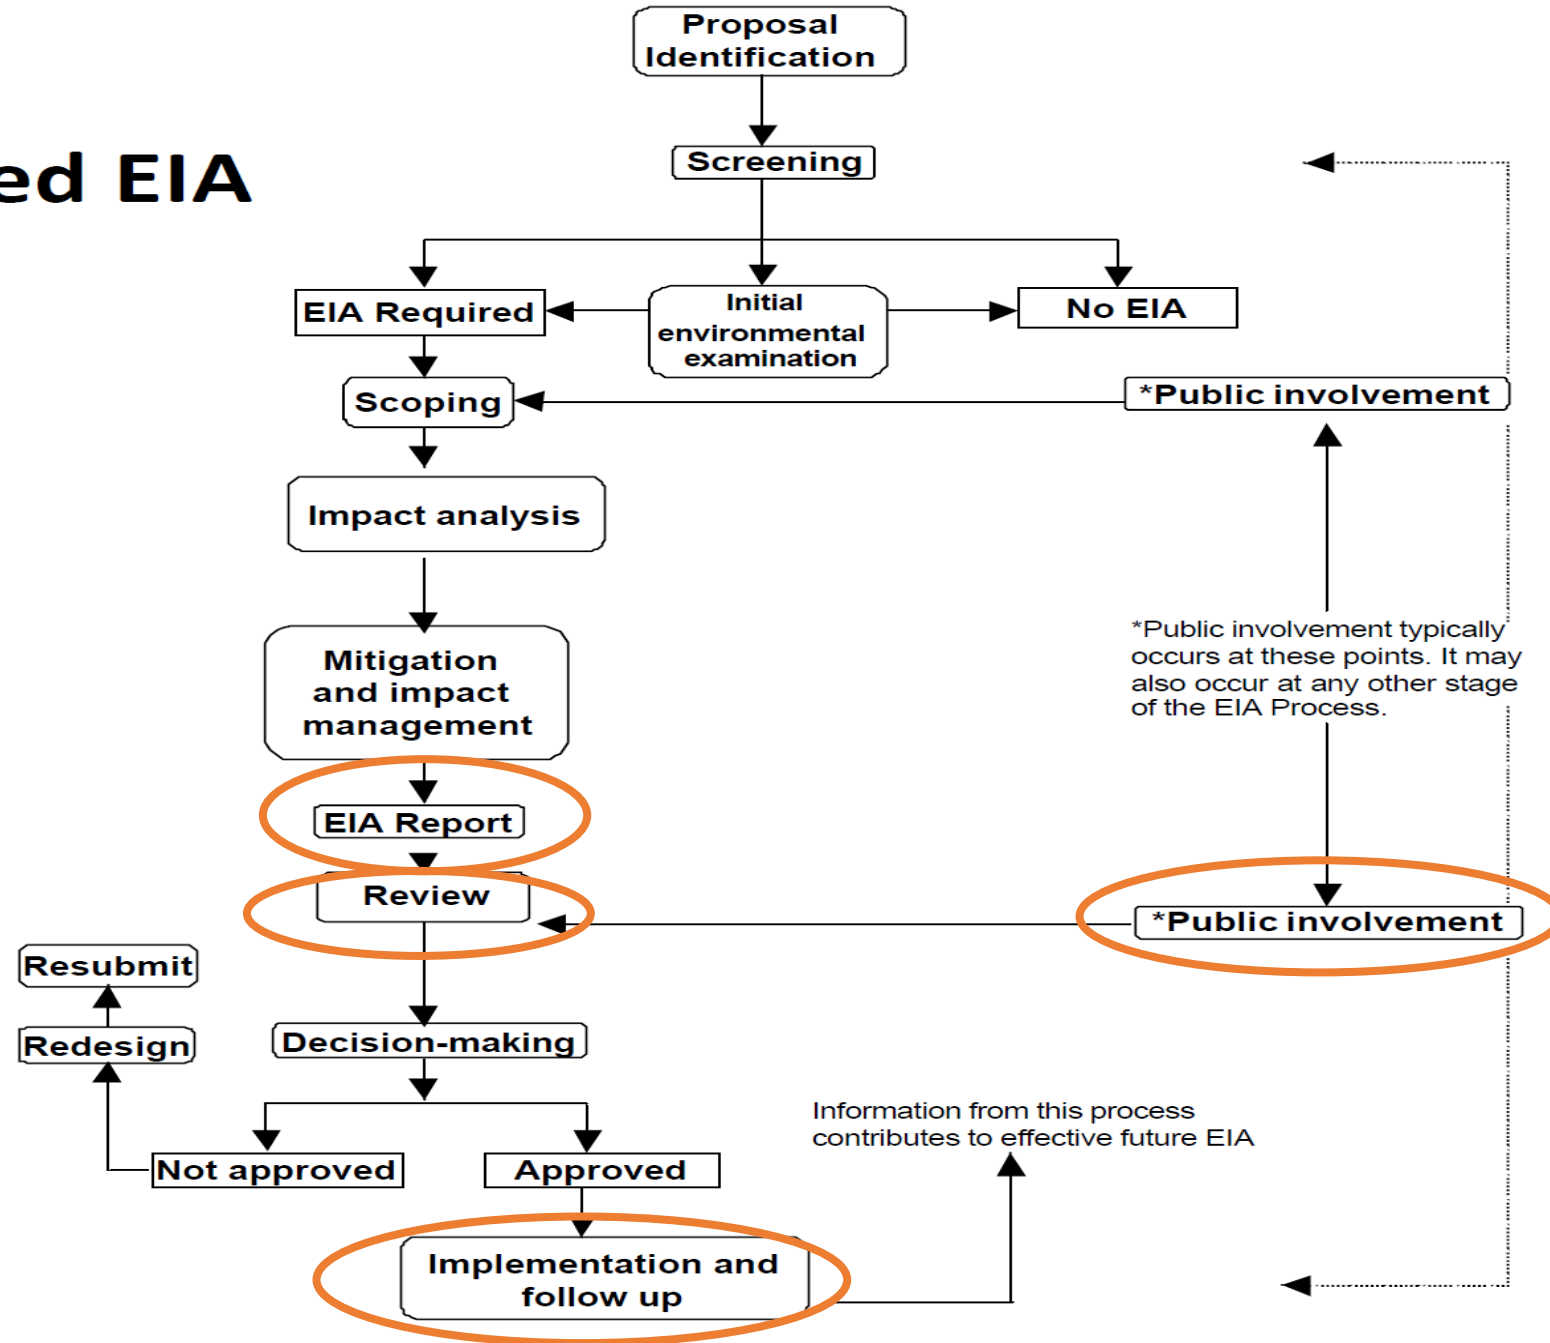 Proposal
Identification
ed EIA
Screening
EIA Required
Initial
environmental
examination
No EIA
Scoping
*Public involvement
Impact analysis
*Public involvement typically
occurs at these points. It may
also occur at any other stage
of the EIA Process.
Mitigation
and impact
management
EIA Report
Review
*Public involvement
Resubmit
Redesign
Decision-making
Information from this process
contributes to effective future EIA
Not approved
Approved
Implementation and
follow up